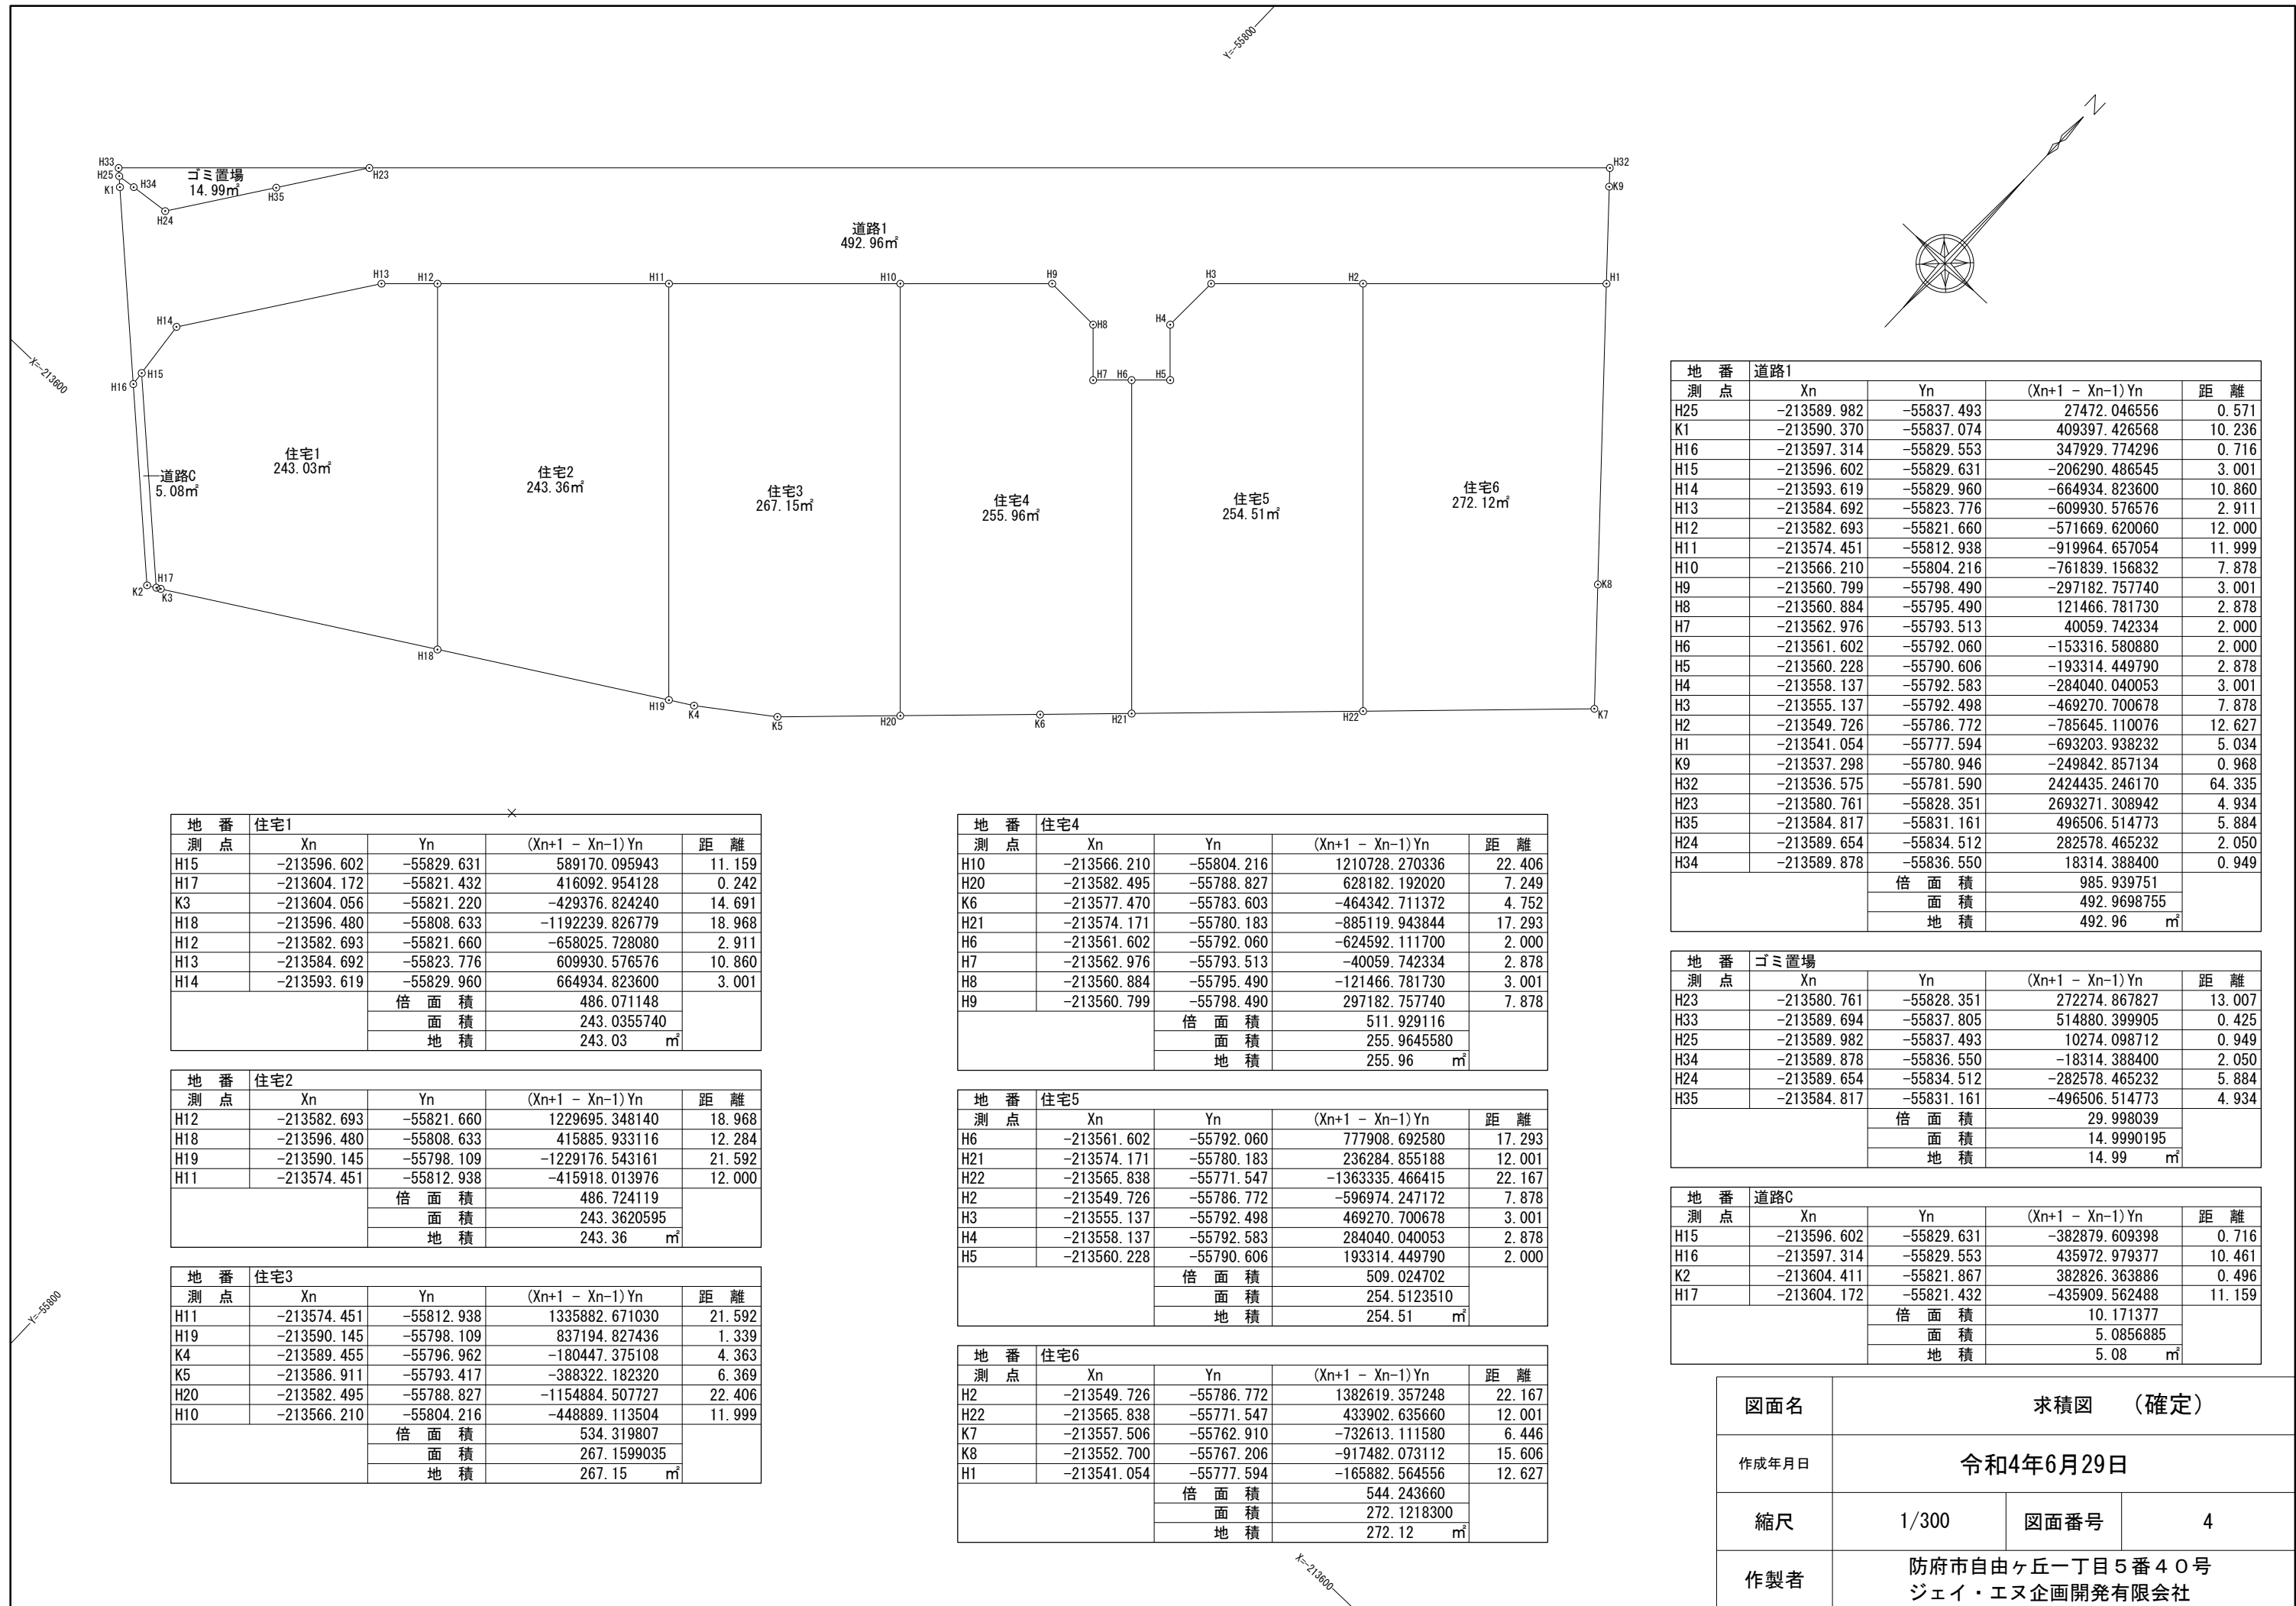 Y=-55800
N
H33
H25
K1
H34
ゴミ置場
14.99㎡
H24
H35
H23
H32
K9
道路1
492.96㎡
H13
H12
H11
H10
H9
H3
H2
H1
H14
H8
H4
X=-213600
H16
H15
H7
H6
H5
住宅1
243.03㎡
道路C
5.08㎡
住宅2
243.36㎡
住宅3
267.15㎡
住宅4
255.96㎡
住宅5
254.51㎡
住宅6
272.12㎡
K2
H17
K3
K8
H18
H19
K4
K5
H20
K6
H21
H22
K7
地 番 道路1
測 点 Xn Yn (Xn+1 - Xn-1)Yn 距 離
H25 -213589.982 -55837.493 27472.046556 0.571
K1 -213590.370 -55837.074 409397.426568 10.236
H16 -213597.314 -55829.553 347929.774296 0.716
H15 -213596.602 -55829.631 -206290.486545 3.001
H14 -213593.619 -55829.960 -664934.823600 10.860
H13 -213584.692 -55823.776 -609930.576576 2.911
H12 -213582.693 -55821.660 -571669.620060 12.000
H11 -213574.451 -55812.938 -919964.657054 11.999
H10 -213566.210 -55804.216 -761839.156832 7.878
H9 -213560.799 -55798.490 -297182.757740 3.001
H8 -213560.884 -55795.490 121466.781730 2.878
H7 -213562.976 -55793.513 40059.742334 2.000
H6 -213561.602 -55792.060 -153316.580880 2.000
H5 -213560.228 -55790.606 -193314.449790 2.878
H4 -213558.137 -55792.583 -284040.040053 3.001
H3 -213555.137 -55792.498 -469270.700678 7.878
H2 -213549.726 -55786.772 -785645.110076 12.627
H1 -213541.054 -55777.594 -693203.938232 5.034
K9 -213537.298 -55780.946 -249842.857134 0.968
H32 -213536.575 -55781.590 2424435.246170 64.335
H23 -213580.761 -55828.351 2693271.308942 4.934
H35 -213584.817 -55831.161 496506.514773 5.884
H24 -213589.654 -55834.512 282578.465232 2.050
H34 -213589.878 -55836.550 18314.388400 0.949
倍 面 積 985.939751
面 積 492.9698755
地 積 492.96 ㎡
地 番 住宅1
測 点 Xn Yn (Xn+1 - Xn-1)Yn 距 離
H15 -213596.602 -55829.631 589170.095943 11.159
H17 -213604.172 -55821.432 416092.954128 0.242
K3 -213604.056 -55821.220 -429376.824240 14.691
H18 -213596.480 -55808.633 -1192239.826779 18.968
H12 -213582.693 -55821.660 -658025.728080 2.911
H13 -213584.692 -55823.776 609930.576576 10.860
H14 -213593.619 -55829.960 664934.823600 3.001
倍 面 積 486.071148
面 積 243.0355740
地 積 243.03 ㎡
地 番 住宅2
測 点 Xn Yn (Xn+1 - Xn-1)Yn 距 離
H12 -213582.693 -55821.660 1229695.348140 18.968
H18 -213596.480 -55808.633 415885.933116 12.284
H19 -213590.145 -55798.109 -1229176.543161 21.592
H11 -213574.451 -55812.938 -415918.013976 12.000
倍 面 積 486.724119
面 積 243.3620595
地 積 243.36 ㎡
地 番 住宅3
測 点 Xn Yn (Xn+1 - Xn-1)Yn 距 離
H11 -213574.451 -55812.938 1335882.671030 21.592
H19 -213590.145 -55798.109 837194.827436 1.339
K4 -213589.455 -55796.962 -180447.375108 4.363
K5 -213586.911 -55793.417 -388322.182320 6.369
H20 -213582.495 -55788.827 -1154884.507727 22.406
H10 -213566.210 -55804.216 -448889.113504 11.999
倍 面 積 534.319807
面 積 267.1599035
地 積 267.15 ㎡
地 番 住宅4
測 点 Xn Yn (Xn+1 - Xn-1)Yn 距 離
H10 -213566.210 -55804.216 1210728.270336 22.406
H20 -213582.495 -55788.827 628182.192020 7.249
K6 -213577.470 -55783.603 -464342.711372 4.752
H21 -213574.171 -55780.183 -885119.943844 17.293
H6 -213561.602 -55792.060 -624592.111700 2.000
H7 -213562.976 -55793.513 -40059.742334 2.878
H8 -213560.884 -55795.490 -121466.781730 3.001
H9 -213560.799 -55798.490 297182.757740 7.878
倍 面 積 511.929116
面 積 255.9645580
地 積 255.96 ㎡
地 番 住宅5
測 点 Xn Yn (Xn+1 - Xn-1)Yn 距 離
H6 -213561.602 -55792.060 777908.692580 17.293
H21 -213574.171 -55780.183 236284.855188 12.001
H22 -213565.838 -55771.547 -1363335.466415 22.167
H2 -213549.726 -55786.772 -596974.247172 7.878
H3 -213555.137 -55792.498 469270.700678 3.001
H4 -213558.137 -55792.583 284040.040053 2.878
H5 -213560.228 -55790.606 193314.449790 2.000
倍 面 積 509.024702
面 積 254.5123510
地 積 254.51 ㎡
地 番 住宅6
測 点 Xn Yn (Xn+1 - Xn-1)Yn 距 離
H2 -213549.726 -55786.772 1382619.357248 22.167
H22 -213565.838 -55771.547 433902.635660 12.001
K7 -213557.506 -55762.910 -732613.111580 6.446
K8 -213552.700 -55767.206 -917482.073112 15.606
H1 -213541.054 -55777.594 -165882.564556 12.627
倍 面 積 544.243660
面 積 272.1218300
地 積 272.12 ㎡
地 番 ゴミ置場
測 点 Xn Yn (Xn+1 - Xn-1)Yn 距 離
H23 -213580.761 -55828.351 272274.867827 13.007
H33 -213589.694 -55837.805 514880.399905 0.425
H25 -213589.982 -55837.493 10274.098712 0.949
H34 -213589.878 -55836.550 -18314.388400 2.050
H24 -213589.654 -55834.512 -282578.465232 5.884
H35 -213584.817 -55831.161 -496506.514773 4.934
倍 面 積 29.998039
面 積 14.9990195
地 積 14.99 ㎡
地 番 道路C
測 点 Xn Yn (Xn+1 - Xn-1)Yn 距 離
H15 -213596.602 -55829.631 -382879.609398 0.716
H16 -213597.314 -55829.553 435972.979377 10.461
K2 -213604.411 -55821.867 382826.363886 0.496
H17 -213604.172 -55821.432 -435909.562488 11.159
倍 面 積 10.171377
面 積 5.0856885
地 積 5.08 ㎡
Y=-55800
X=-213600
図面名 求積図 （確定）
作成年月日 令和4年6月29日
縮尺 1/300 図面番号 4
作製者 防府市自由ヶ丘一丁目５番４０号
ジェイ・エヌ企画開発有限会社